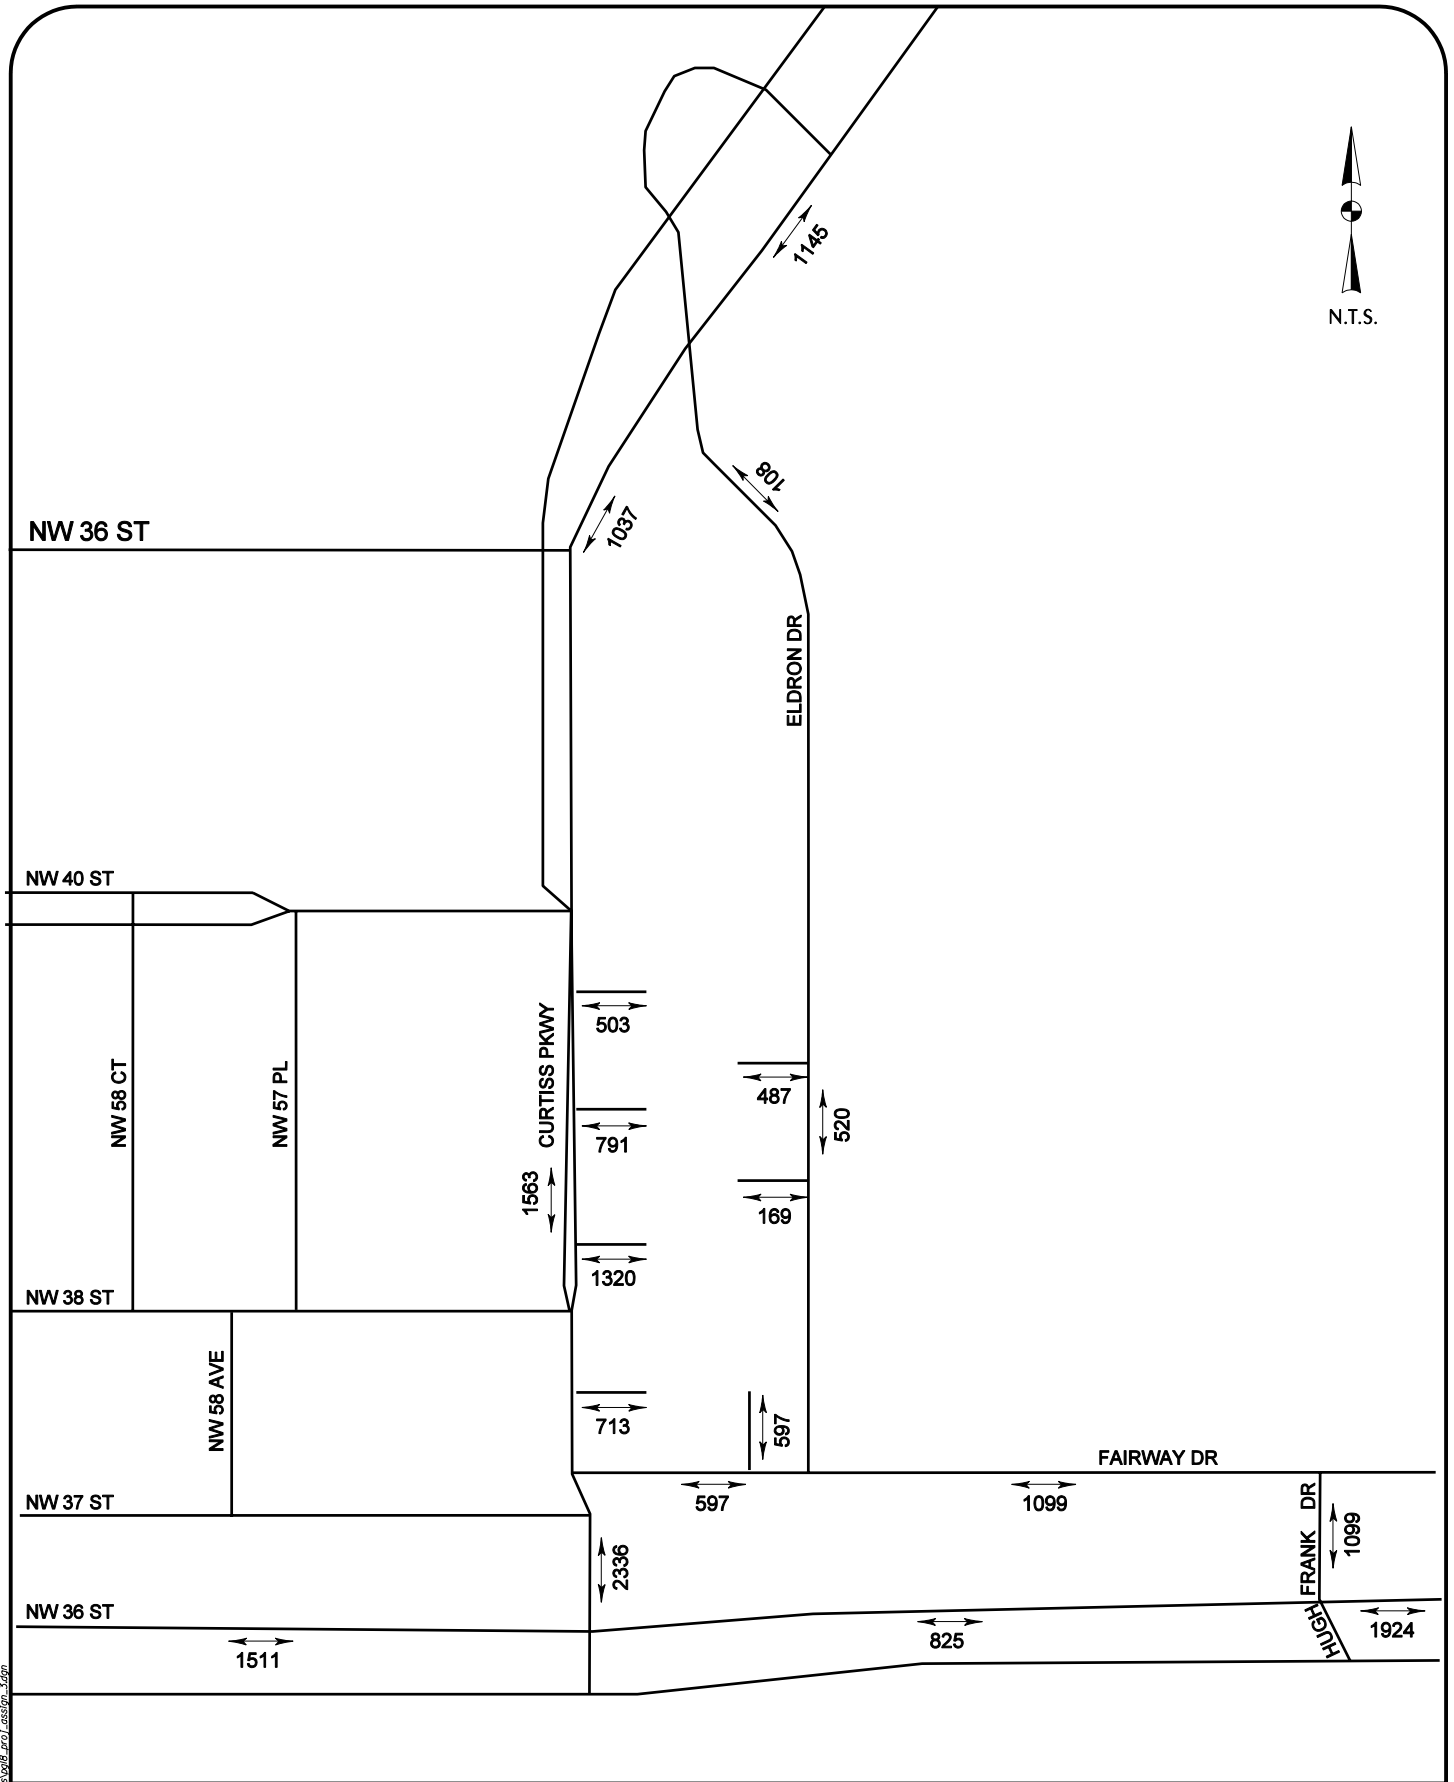 1145
N.T.S.
108
NW 36 ST
1037
ELDRON DR
NW 40 ST
503
CURTISS PKWY
NW 58 CT
NW 57 PL
487
520
791
1563
169
1320
NW 38 ST
NW 58 AVE
713
597
FAIRWAY DR
NW 37 ST
597
1099
FRANK DR
1099
2336
NW 36 ST
HUGH
825
1924
1511